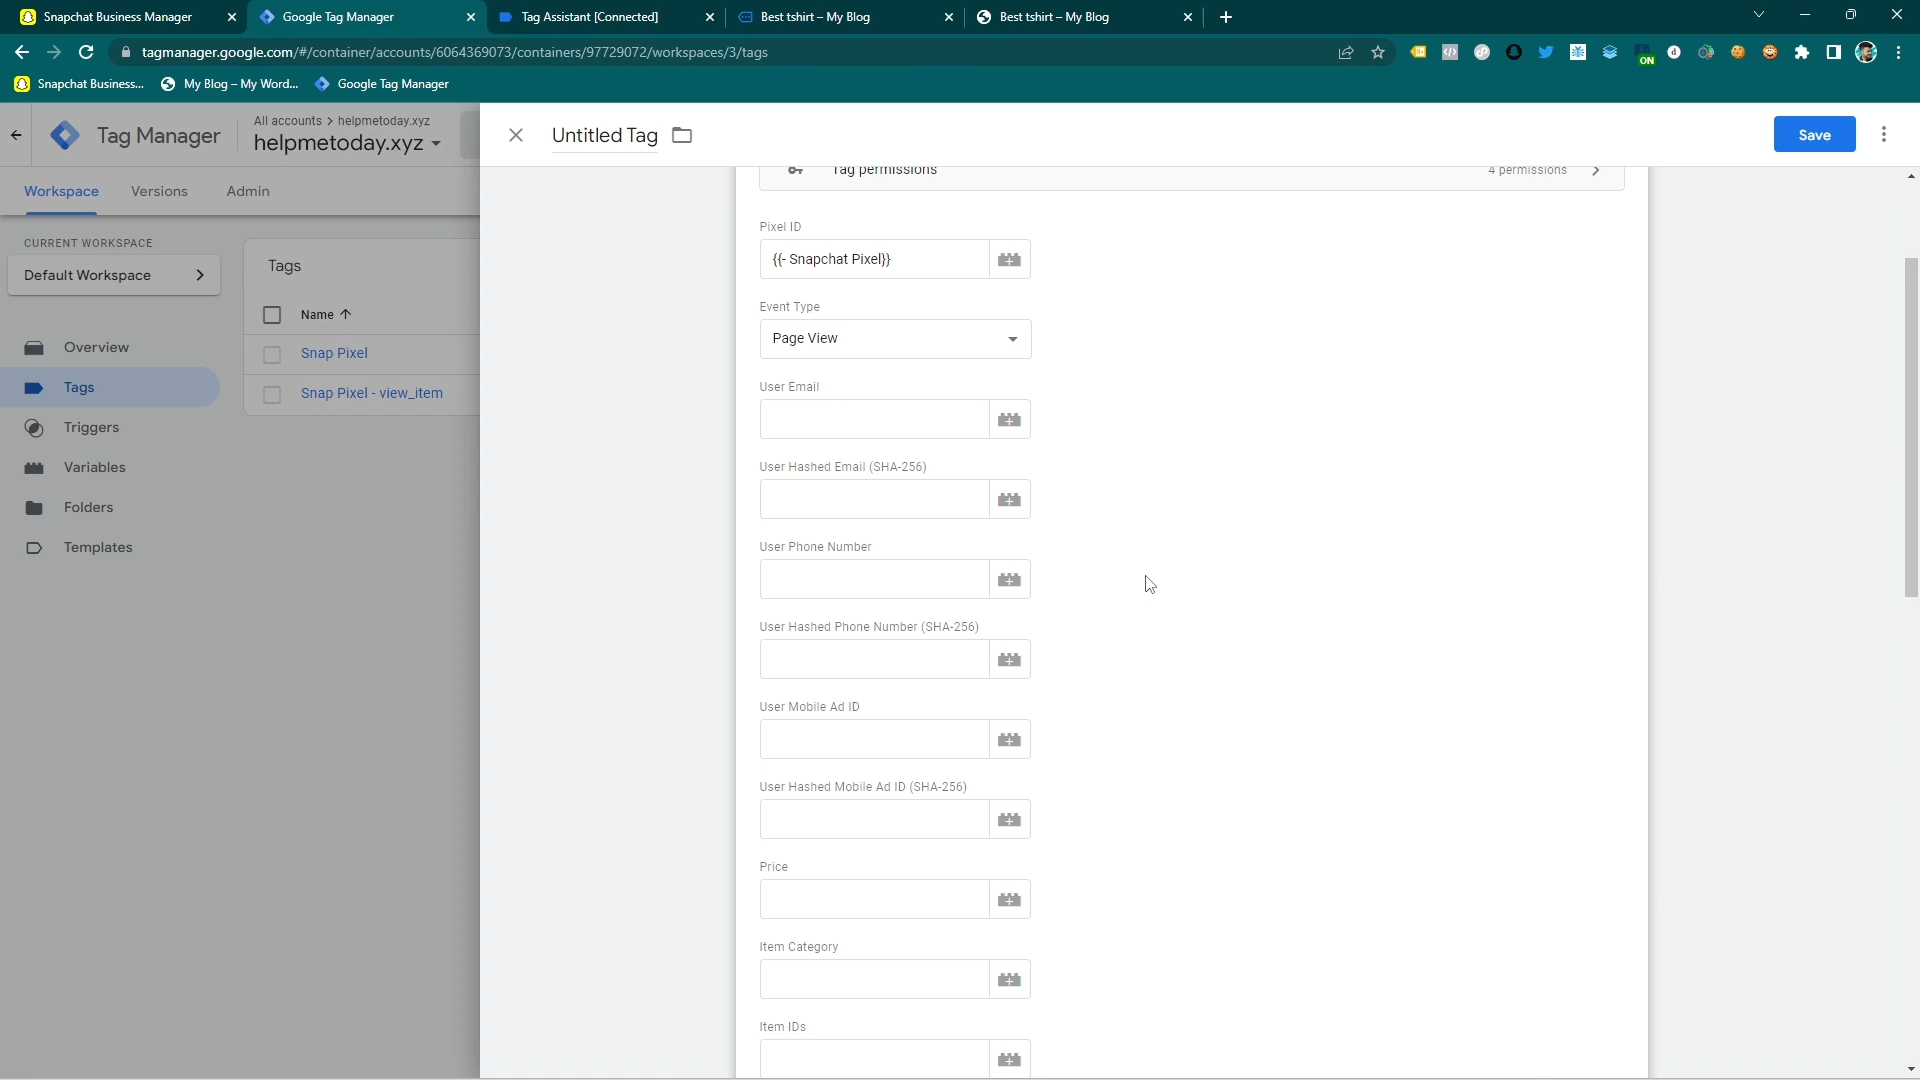 Snapchat Business Manager
Google Tag Manager
Tag Assistant [Connected]
Best tshirt – My Blog
Best tshirt – My Blog
tagmanager.google.com/#/container/accounts/6064369073/containers/97729072/workspaces/3/tags
ON
Snapchat Business...
My Blog – My Word...
Google Tag Manager
Tag Manager
All accounts > helpmetoday.xyz
helpmetoday.xyz
Untitled Tag
Save
Workspace
Versions
Admin
Tag permissions
4 permissions
CURRENT WORKSPACE
Default Workspace
Tags
Name
Snap Pixel
Snap Pixel - view_item
Overview
Tags
Triggers
Variables
Folders
Templates
Pixel ID
{{- Snapchat Pixel}}
Event Type
Page View
User Email
User Hashed Email (SHA-256)
User Phone Number
User Hashed Phone Number (SHA-256)
User Mobile Ad ID
User Hashed Mobile Ad ID (SHA-256)
Price
Item Category
Item IDs